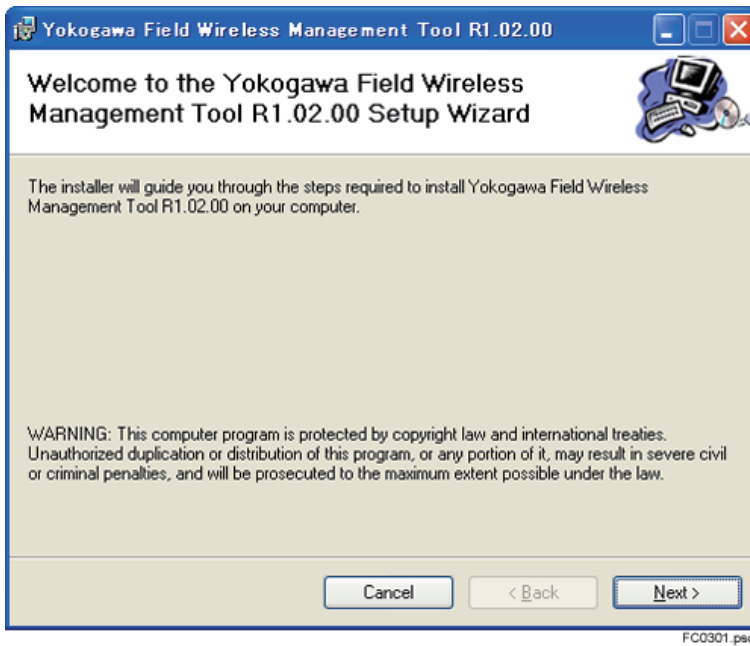 Yokogawa Field Wireless Management Tool R1.02.00
Welcome to the Yokogawa Field Wireless
Management Tool R1.02.00 Setup Wizard
The installer will guide you through the steps required to install Yokogawa Field Wireless
Management Tool R1.02.00 on your computer.
WARNING: This computer program is protected by copyright law and international treaties.
Unauthorized duplication or distribution of this program, or any portion of it, may result in severe civil
or criminal penalties, and will be prosecuted to the maximum extent possible under the law.
Cancel
< Back
Next >
FC0301.psd